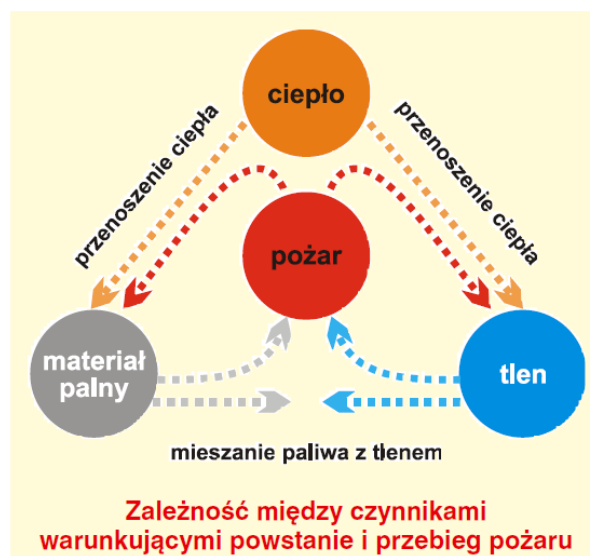 ciepło
przenoszenie ciepła
przenoszenie ciepła
pożar
materiał
palny
tlen
mieszanie paliwa z tlenem
Zależność między czynnikami
warunkującymi powstanie i przebieg pożaru